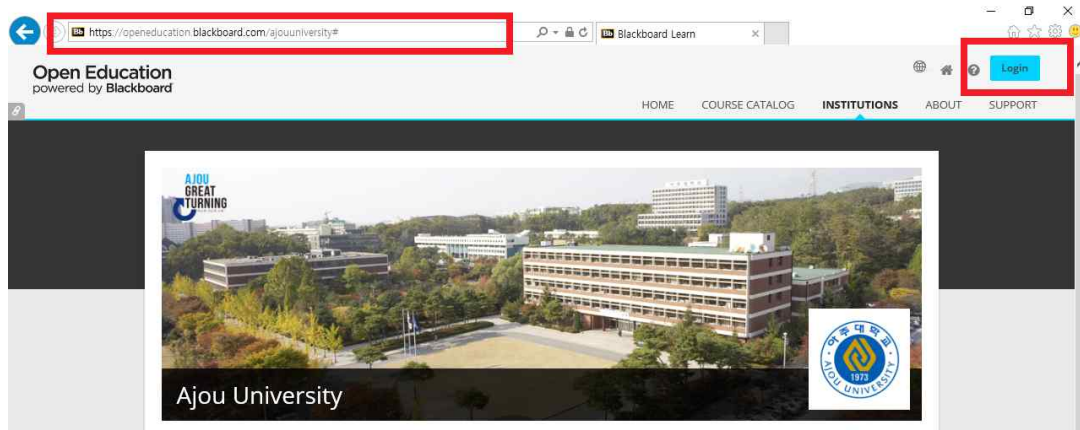 https://openeducation.blackboard.com/ajouuniversity#
Blackboard Learn
Open Education
powered by Blackboard
Login
HOME COURSE CATALOG INSTITUTIONS ABOUT SUPPORT
AJOU
GREAT
TURNING
아주대학교
1973
AJOU UNIVERSITY
Ajou University